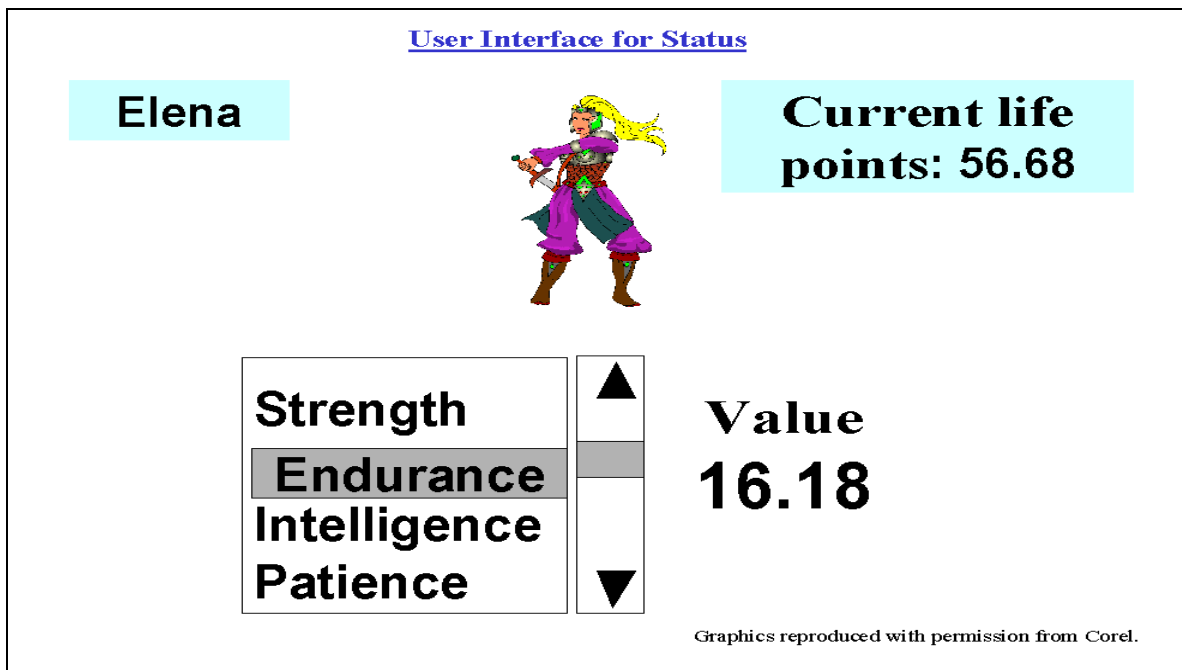 User Interface for Status
Elena
Current life
points: 56.68
Strength
Endurance
Intelligence
Patience
Value
16.18
Graphics reproduced with permission from Corel.